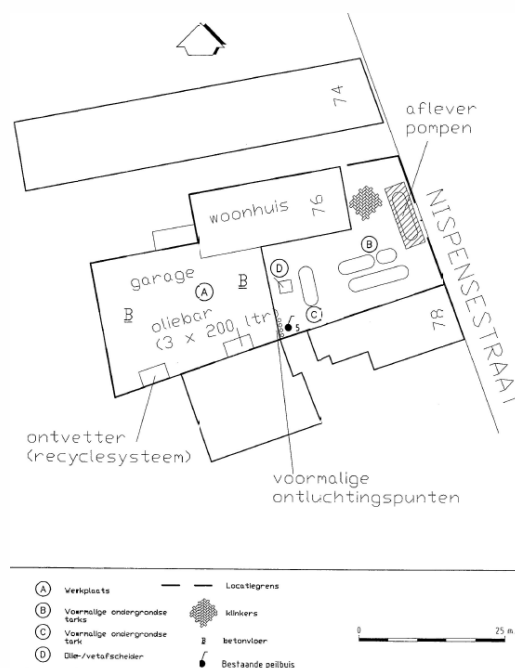 74
aflever
pompen
woonhuis
76
NISPENSESTRAAT
garage
D
B
B
A
B
oliebar
(3 x 200 ltr)
C
5
78
ontvetter
(recyclesysteem)
voormalige
ontluchtingspunten
A Werkplaats
Locatiegrens
B Voormalige ondergrondse
tanks
klinkers
C Voormalige ondergrondse
tank
B betonvloer
D Olie-/vetafscheider
Bestaande peilbuis
0 25 m